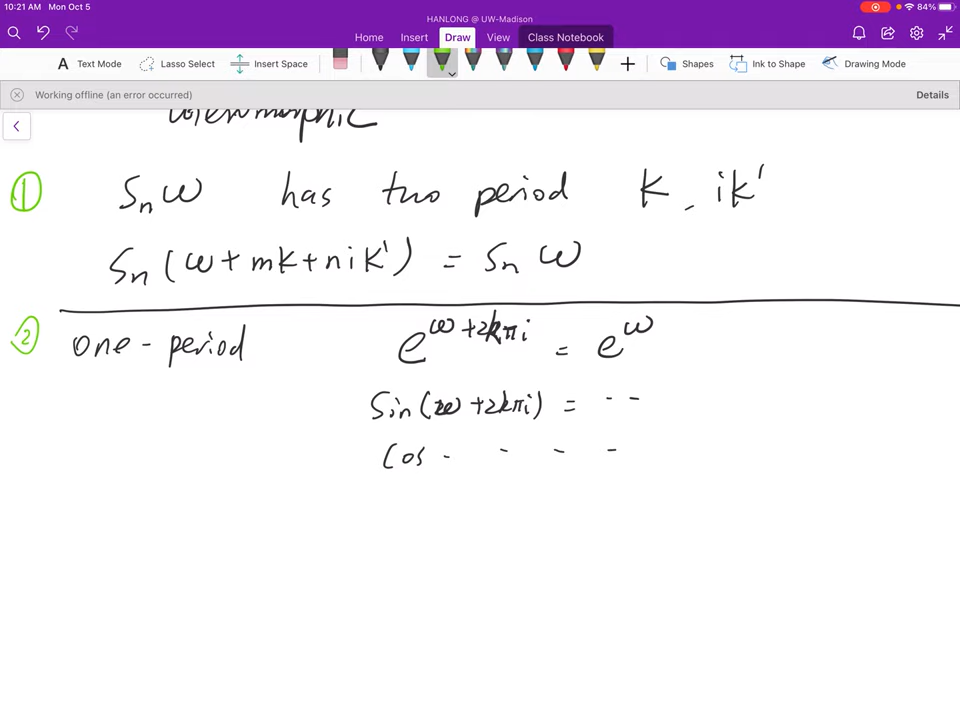 10:21 AM Mon Oct 5
84%
HANLONG @ UW-Madison
Home Insert Draw View Class Notebook
Text Mode Lasso Select Insert Space Shapes Ink to Shape Drawing Mode
Working offline (an error occurred) Details
① Sn ω has two period K, iK'
Sn(ω+mK+niK') = Sn ω
② one-period e^{ω+2kπi} = e^ω
Sin(ω+2kπi) = - -
Cos - - - -